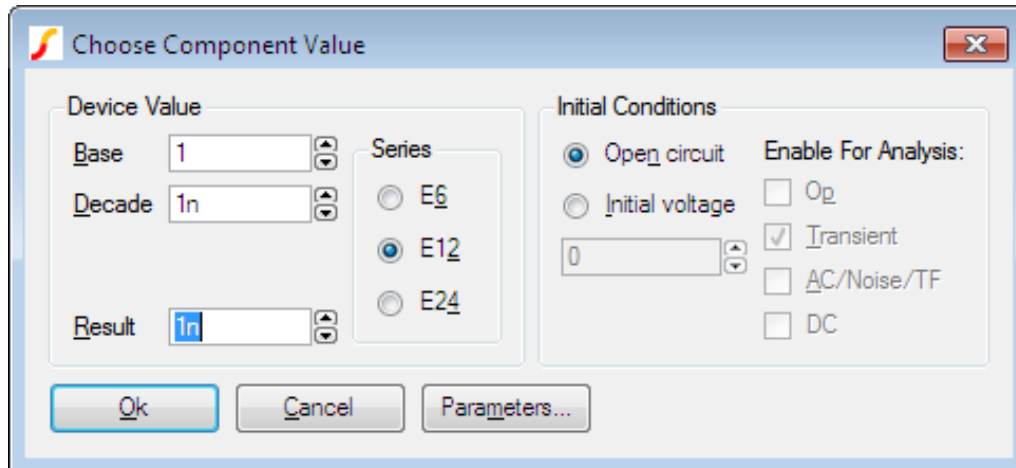 Choose Component Value
Device Value
Base 1
Decade 1n
Result 1n
Series
E6
E12
E24
Initial Conditions
Open circuit
Initial voltage
0
Enable For Analysis:
Op
Transient
AC/Noise/TF
DC
Ok Cancel Parameters...